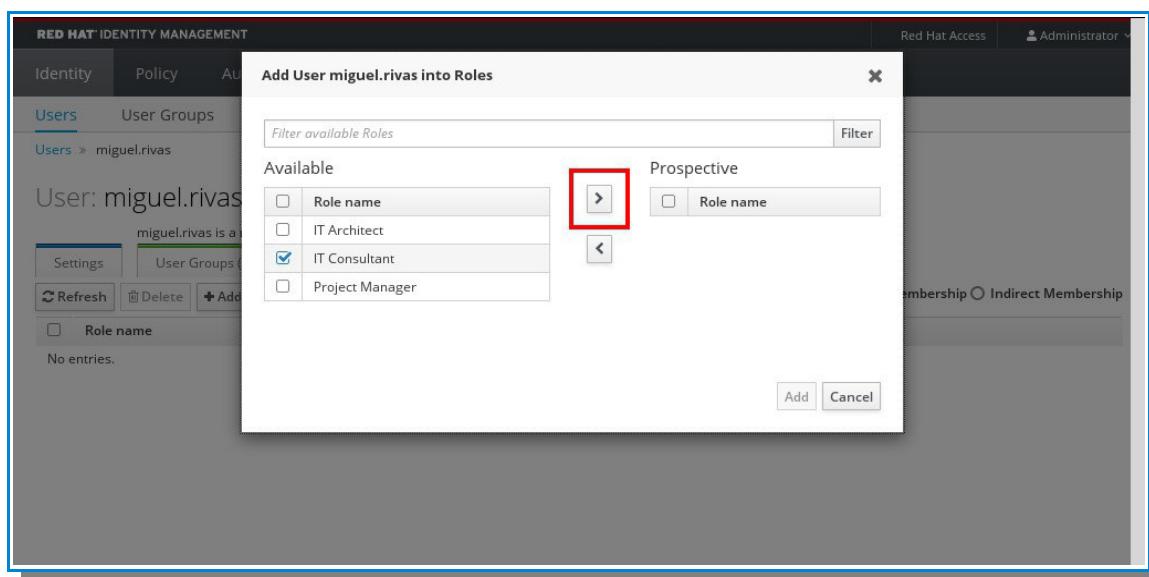 RED HAT® IDENTITY MANAGEMENT
Red Hat Access
Administrator
Identity
Policy
Au
Users
User Groups
Users » miguel.rivas
User: miguel.rivas
miguel.rivas is a
Settings
User Groups (
Refresh
Delete
Add
embership
Indirect Membership
Role name
No entries.
Add User miguel.rivas into Roles
Filter available Roles
Filter
Available
Prospective
Role name
Role name
IT Architect
IT Consultant
Project Manager
Add
Cancel